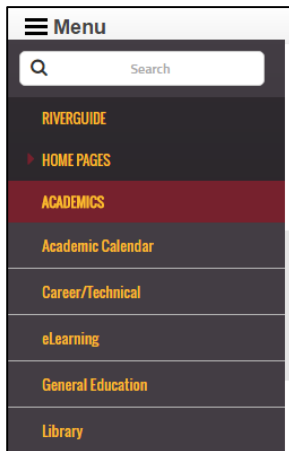 Menu
Search
RIVERGUIDE
HOME PAGES
ACADEMICS
Academic Calendar
Career/Technical
eLearning
General Education
Library